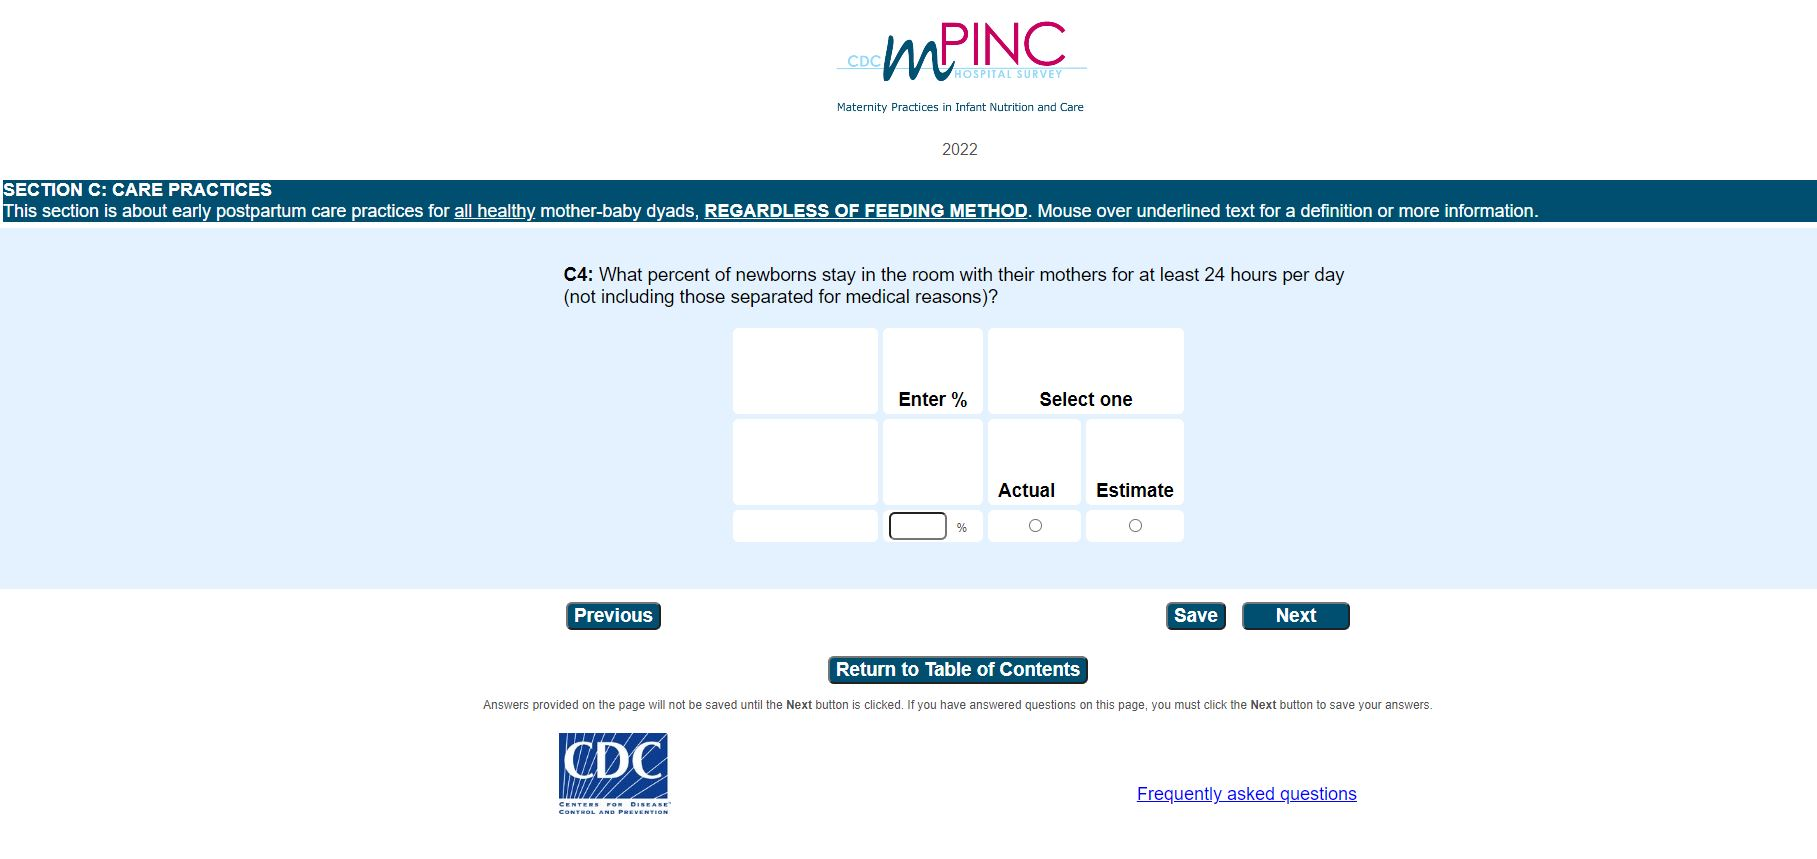 CDC mPINC
HOSPITAL SURVEY
Maternity Practices in Infant Nutrition and Care
2022
SECTION C: CARE PRACTICES
This section is about early postpartum care practices for all healthy mother-baby dyads, REGARDLESS OF FEEDING METHOD. Mouse over underlined text for a definition or more information.
C4: What percent of newborns stay in the room with their mothers for at least 24 hours per day
(not including those separated for medical reasons)?
Enter % Select one
Actual Estimate
%
Previous Save Next
Return to Table of Contents
Answers provided on the page will not be saved until the Next button is clicked. If you have answered questions on this page, you must click the Next button to save your answers.
CDC
CENTERS FOR DISEASE
CONTROL AND PREVENTION
Frequently asked questions